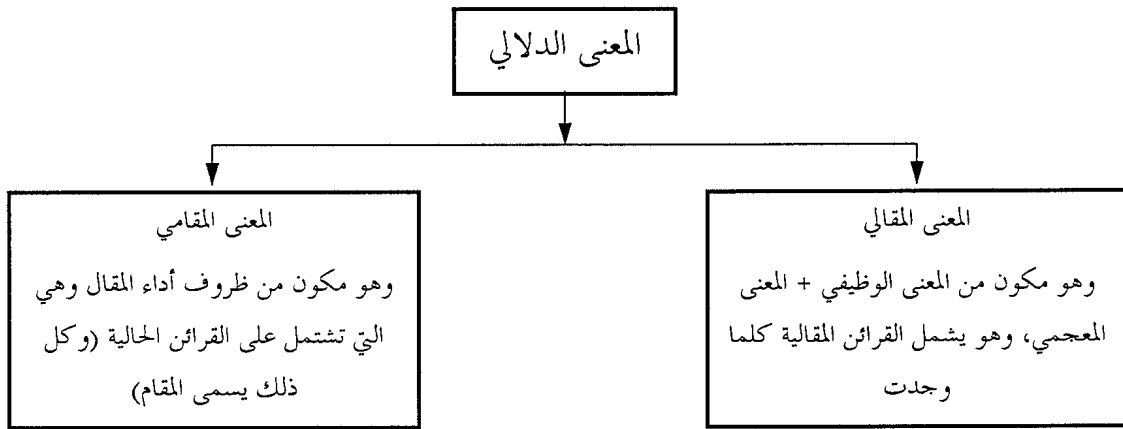 المعنى الدلالي
المعنى المقالي
وهو مكون من المعنى الوظيفي + المعنى
المعجمي، وهو يشمل القرائن المقالية كلما
وجدت
المعنى المقامي
وهو مكون من ظروف أداء المقال وهي
التي تشتمل على القرائن الحالية (وكل
ذلك يسمى المقام)